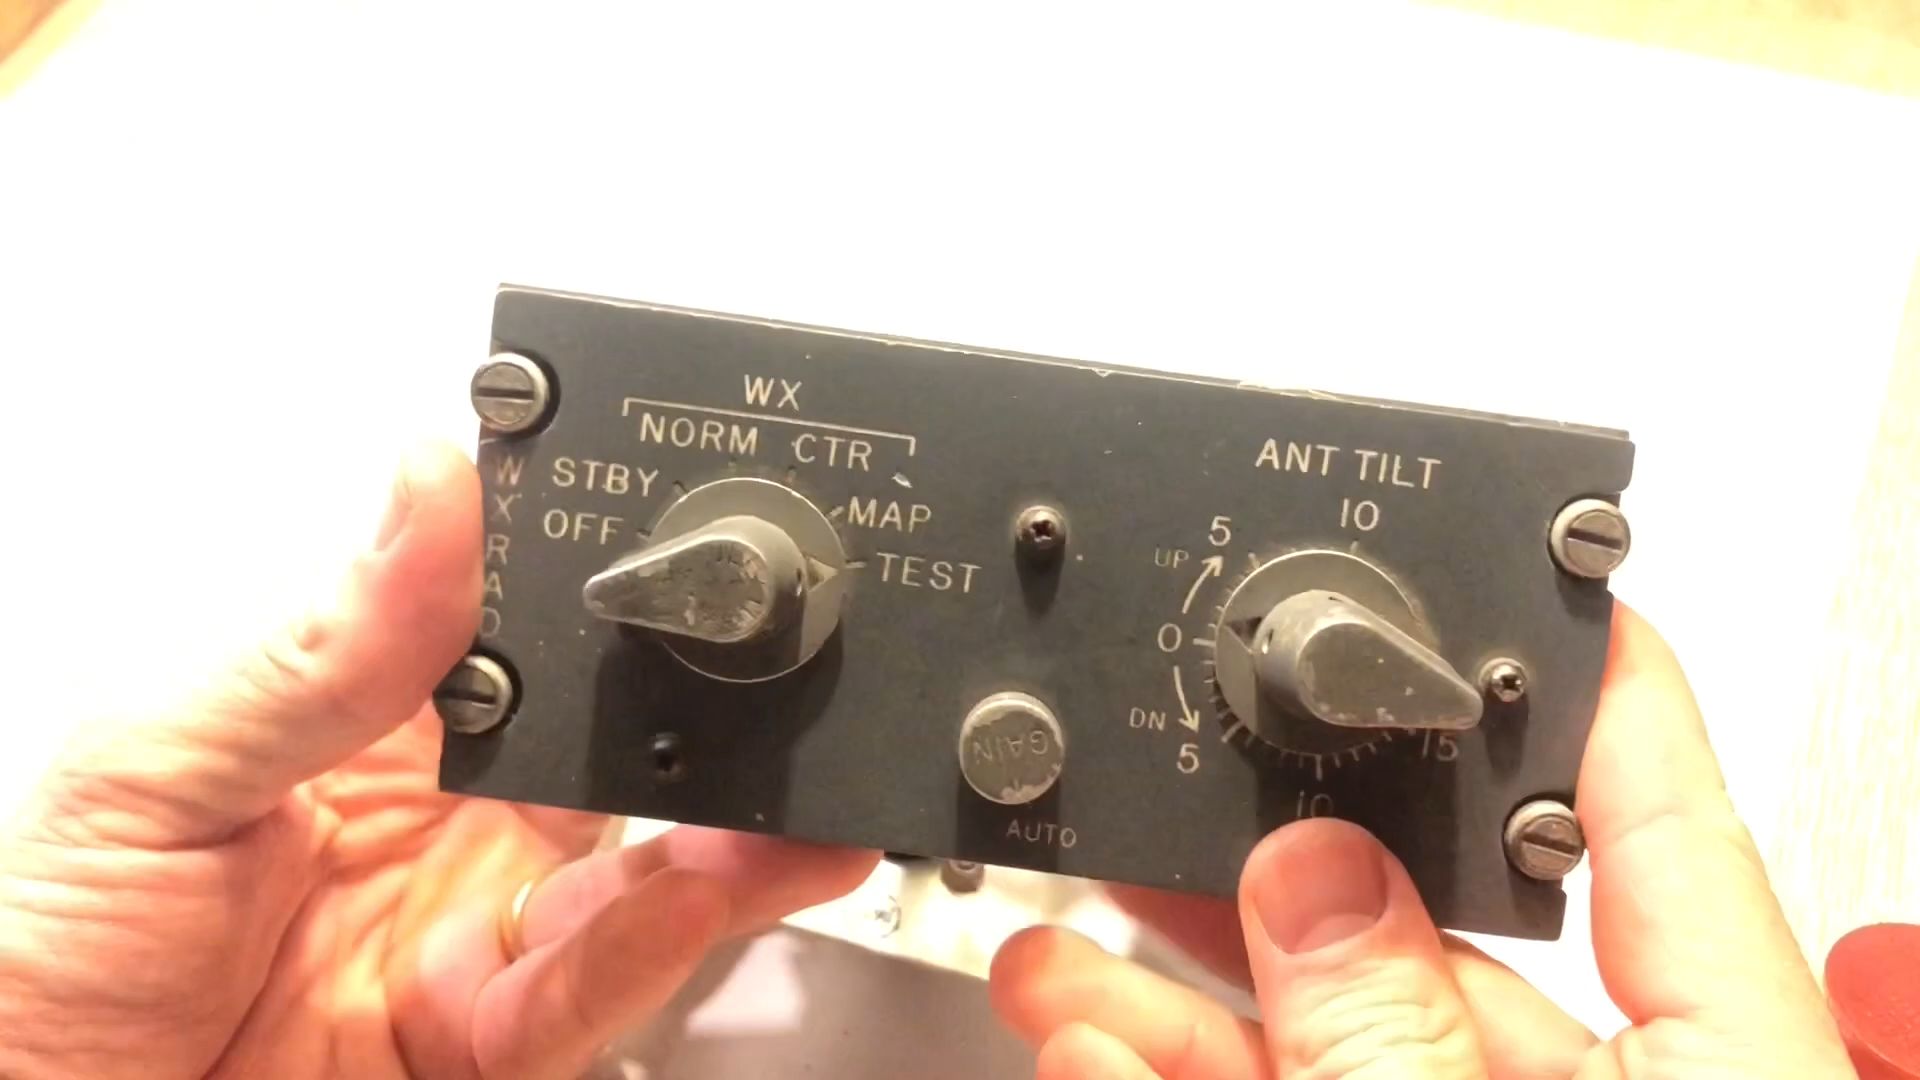 WX
NORM CTR
STBY
MAP
OFF
TEST
WX RAD
GAIN
AUTO
ANT TILT
10
5
UP
0
DN
5
10
15